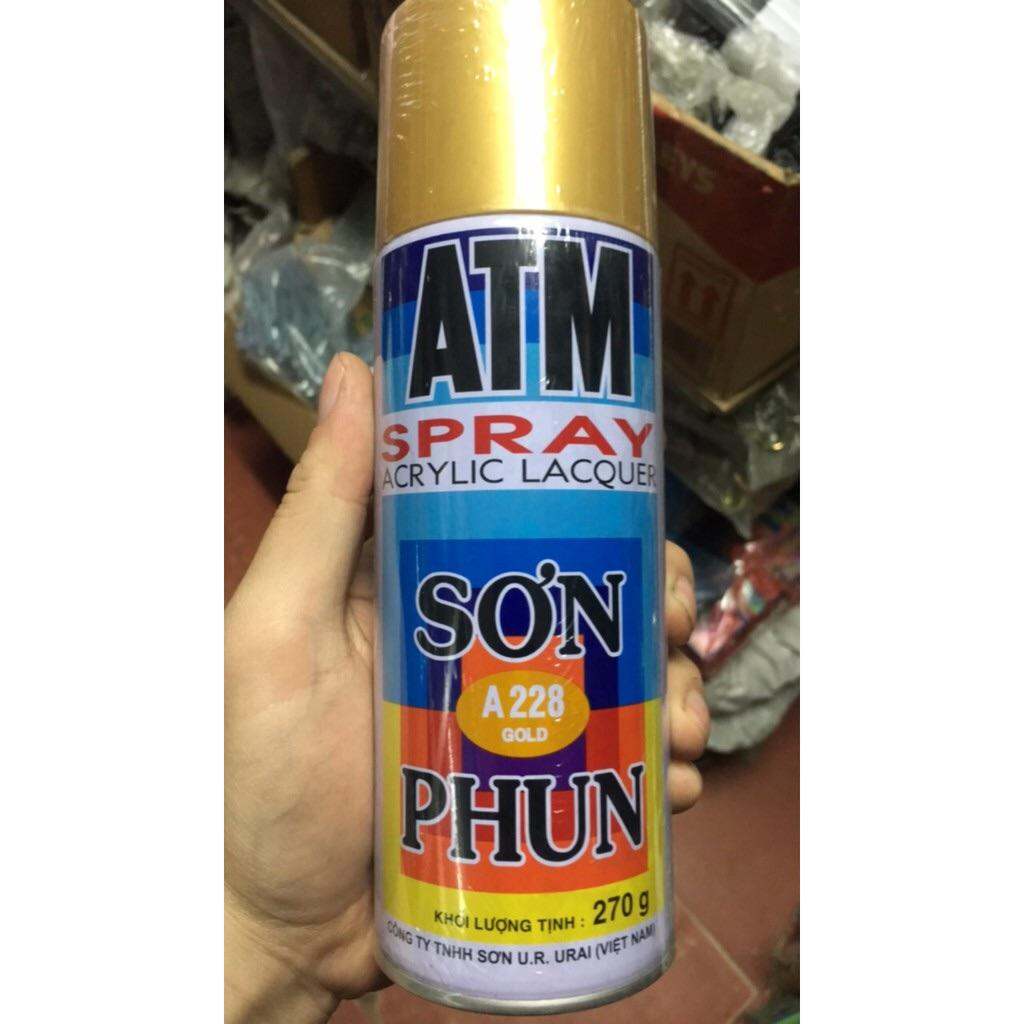 ATM
SPRAY
ACRYLIC LACQUER
SƠN
A 228
GOLD
PHUN
KHỐI LƯỢNG TỊNH : 270 g
CÔNG TY TNHH SƠN U.R. URAI (VIỆT NAM)